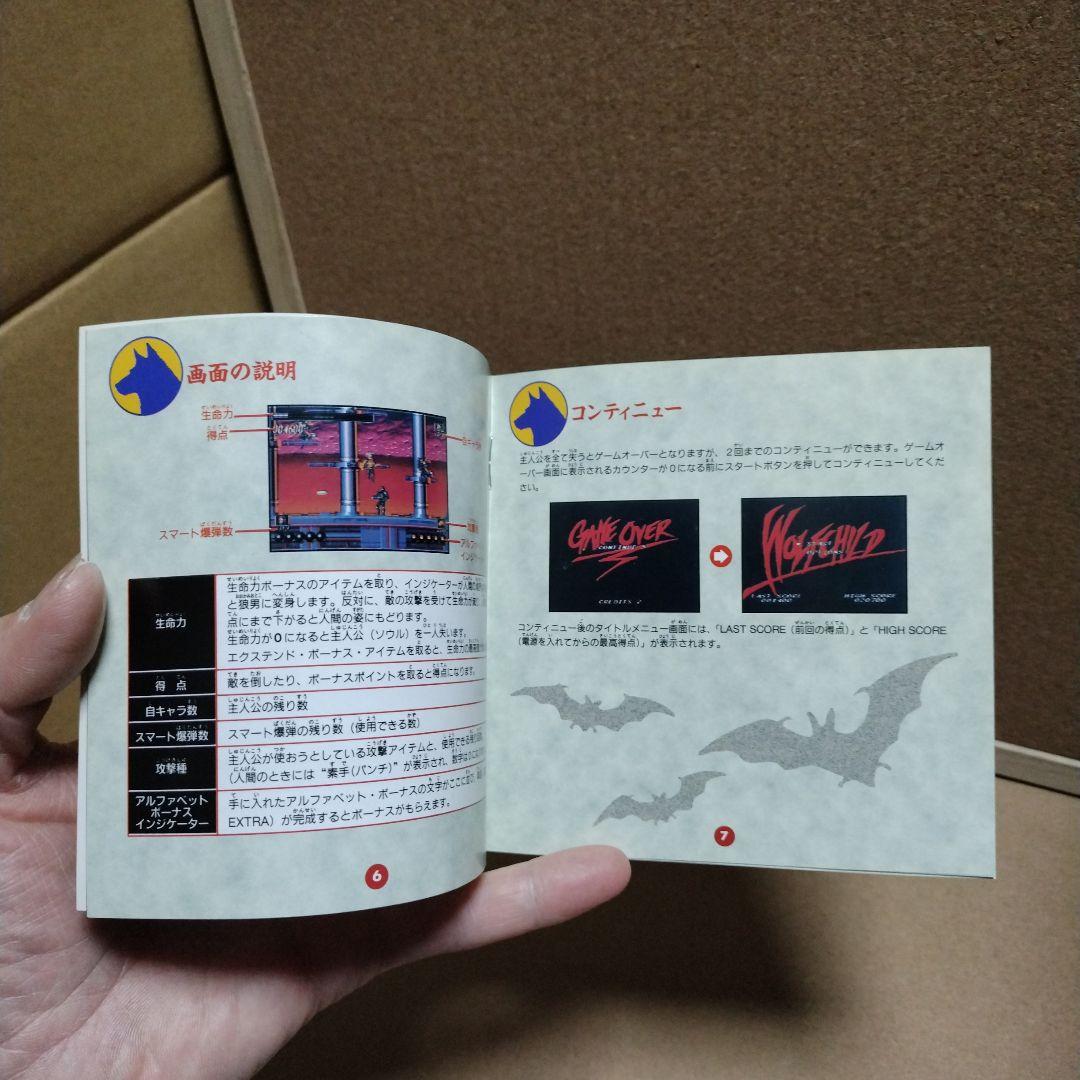 画面の説明
生命力
得点
スマート爆弾数
自キャラ
004600
生命力
生命力ボーナスのアイテムを取り、インジケーターが人間の
と狼男に変身します。反対に、敵の攻撃を受けて生命力が
点にまで下がると人間の姿にもどります。
生命力が0になると主人公(ソウル)を一人失います。
エクステンド・ボーナス・アイテムを取ると、生命力の最
得 点
敵を倒したり、ボーナスポイントを取ると得点になります。
自キャラ数
主人公の残り数
スマート爆弾数
スマート爆弾の残り数(使用できる数)
攻撃種
主人公が使おうとしている攻撃アイテムと、使用できる
(人間のときには“素手(パンチ)”が表示され、数字は0に
アルファベット
ボーナス
インジケーター
手に入れたアルファベット・ボーナスの文字がここに
EXTRA)が完成するとボーナスがもらえます。
6
コンティニュー
主人公を全て失うとゲームオーバーとなりますが、2回までのコンティニューができます。ゲームオ
ーバー画面に表示されるカウンターが0になる前にスタートボタンを押してコンティニューしてくだ
さい。
GAME OVER
CONTINUE
CREDITS 2
WOLFCHILD
START
OPTIONS
LAST SCORE
001400
HIGH SCORE
020700
コンティニュー後のタイトルメニュー画面には、「LAST SCORE(前回の得点)」と「HIGH SCORE
(電源を入れてからの最高得点)」が表示されます。
7